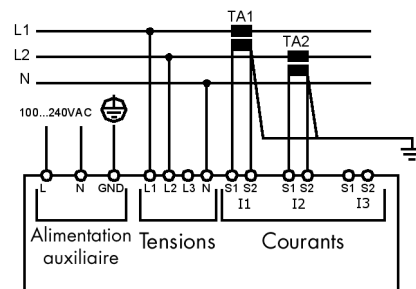 TA1
L1
TA2
L2
N
100...240VAC
L N GND L1 L2 L3 N S1 S2 S1 S2 S1 S2
I1 I2 I3
Alimentation auxiliaire
Tensions
Courants